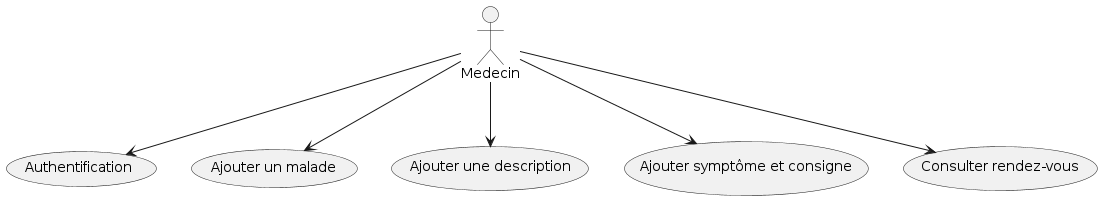 Medecin
Authentification
Ajouter un malade
Ajouter une description
Ajouter symptôme et consigne
Consulter rendez-vous